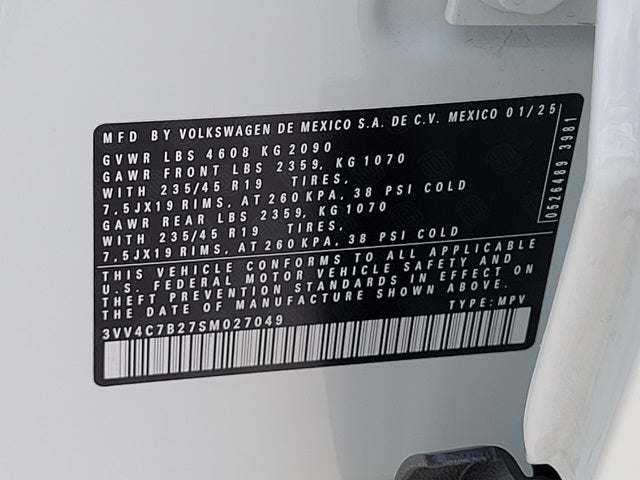 MFD BY VOLKSWAGEN DE MEXICO S.A. DE C.V. MEXICO 01/25
GVWR LBS 4608 KG 2090
GAWR FRONT LBS 2359, KG 1070
WITH 235/45 R19 TIRES,
7,5JX19 RIMS, AT 260 KPA, 38 PSI COLD
GAWR REAR LBS 2359, KG 1070
WITH 235/45 R19 TIRES,
7,5JX19 RIMS, AT 260 KPA, 38 PSI COLD
THIS VEHICLE CONFORMS TO ALL APPLICABLE
U.S. FEDERAL MOTOR VEHICLE SAFETY AND
THEFT PREVENTION STANDARDS IN EFFECT ON
THE DATE OF MANUFACTURE SHOWN ABOVE.
3VV4C7B27SM027049 TYPE: MPV
0526489 3981